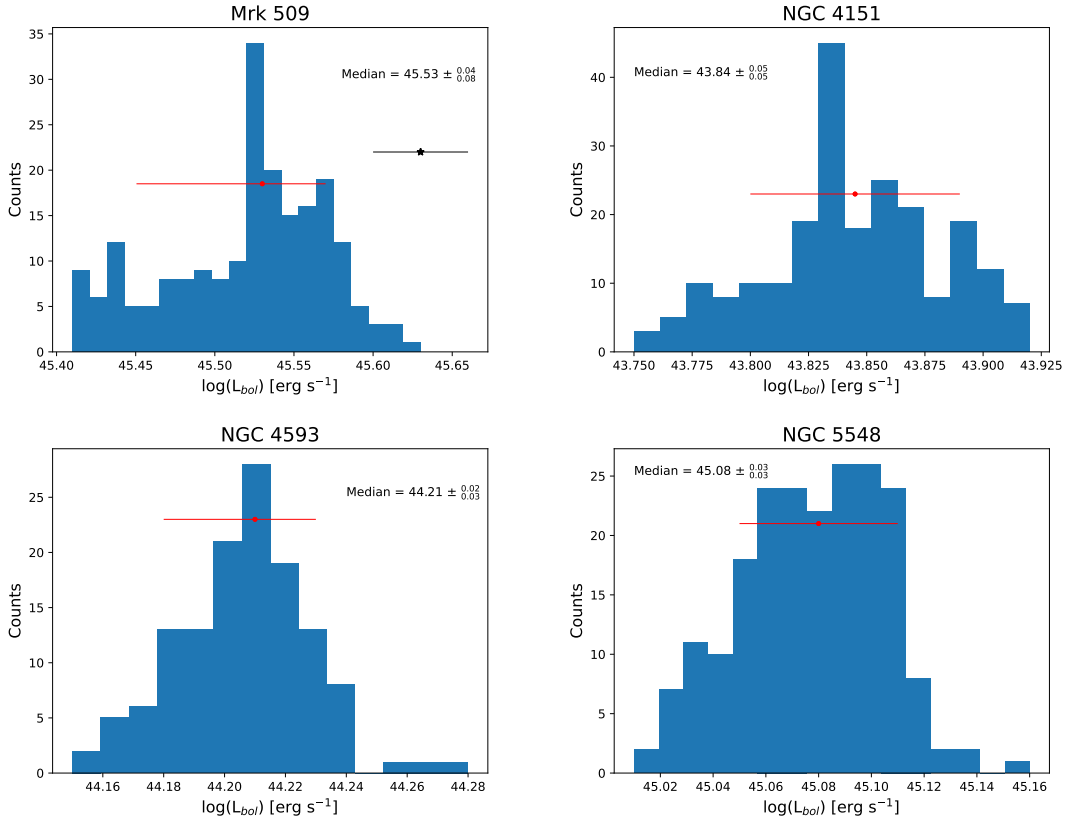 Mrk 509
35
30
25
20
15
10
5
0
Counts
Median = 45.53 ± 0.04 0.08
45.40 45.45 45.50 45.55 45.60 45.65
log(L_bol) [erg s⁻¹]
NGC 4151
40
30
20
10
0
Counts
Median = 43.84 ± 0.05 0.05
43.750 43.775 43.800 43.825 43.850 43.875 43.900 43.925
log(L_bol) [erg s⁻¹]
NGC 4593
25
20
15
10
5
0
Counts
Median = 44.21 ± 0.02 0.03
44.16 44.18 44.20 44.22 44.24 44.26 44.28
log(L_bol) [erg s⁻¹]
NGC 5548
25
20
15
10
5
0
Counts
Median = 45.08 ± 0.03 0.03
45.02 45.04 45.06 45.08 45.10 45.12 45.14 45.16
log(L_bol) [erg s⁻¹]